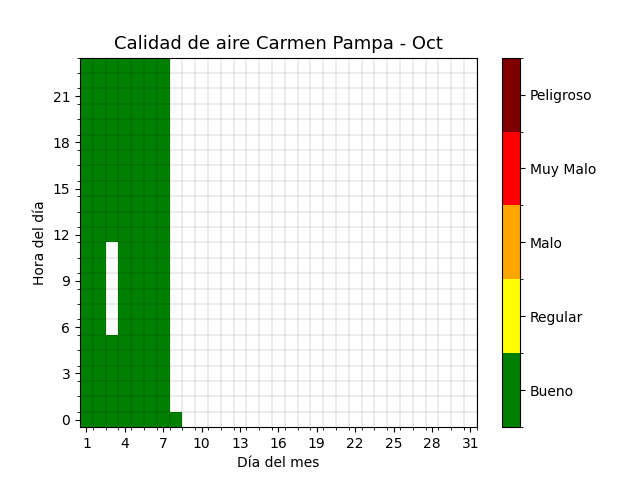 Calidad de aire Carmen Pampa - Oct
Hora del día
21
18
15
12
9
6
3
0
1 4 7 10 13 16 19 22 25 28 31
Día del mes
Peligroso
Muy Malo
Malo
Regular
Bueno